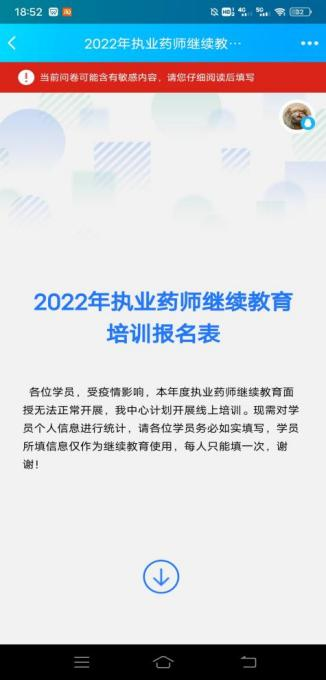 18:52
4G
5G
2022年执业药师继续教···
当前问卷可能含有敏感内容，请您仔细阅读后填写
2022年执业药师继续教育
培训报名表
各位学员，受疫情影响，本年度执业药师继续教育面
授无法正常开展，我中心计划开展线上培训。现需对学
员个人信息进行统计，请各位学员务必如实填写，学员
所填信息仅作为继续教育使用，每人只能填一次，谢
谢！